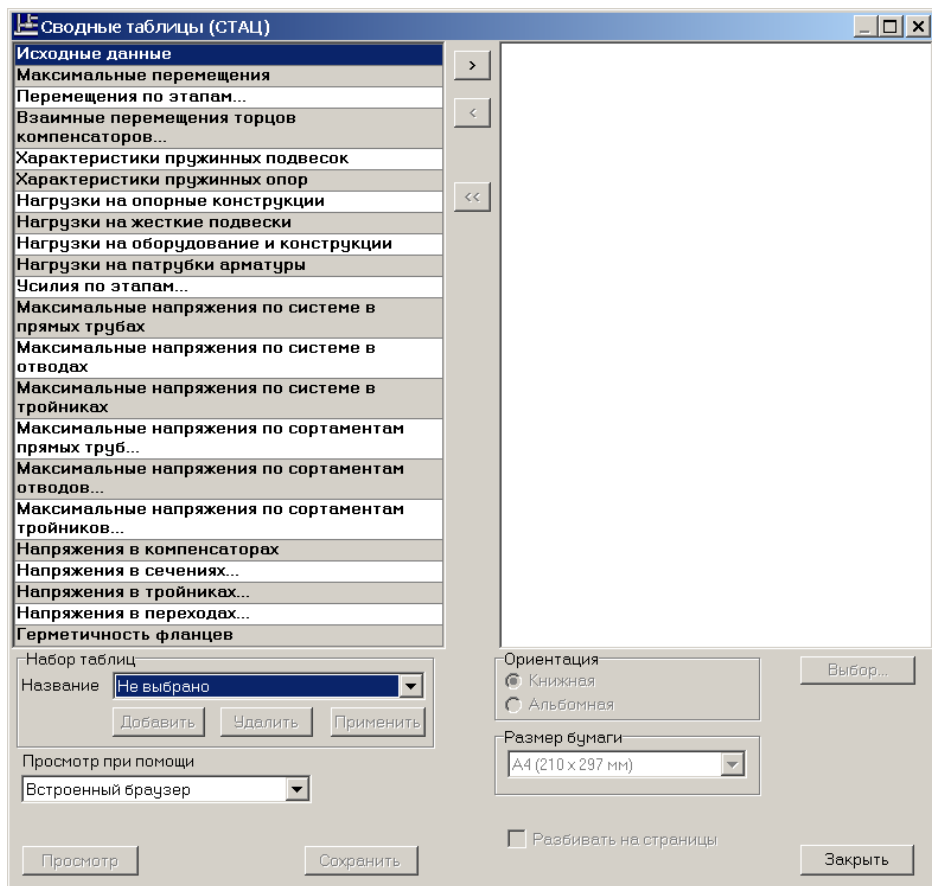 Сводные таблицы (СТАЦ)
Исходные данные
Максимальные перемещения
Перемещения по этапам...
Взаимные перемещения торцов
компенсаторов...
Характеристики пружинных подвесок
Характеристики пружинных опор
Нагрузки на опорные конструкции
Нагрузки на жесткие подвески
Нагрузки на оборудование и конструкции
Нагрузки на патрубки арматуры
Усилия по этапам...
Максимальные напряжения по системе в
прямых трубах
Максимальные напряжения по системе в
отводах
Максимальные напряжения по системе в
тройниках
Максимальные напряжения по сортаментам
прямых труб...
Максимальные напряжения по сортаментам
отводов...
Максимальные напряжения по сортаментам
тройников...
Напряжения в компенсаторах
Напряжения в сечениях...
Напряжения в тройниках...
Напряжения в переходах...
Герметичность фланцев
>
<
<<
Набор таблиц
Название Не выбрано
Добавить Удалить Применить
Просмотр при помощи
Встроенный браузер
Просмотр Сохранить
Ориентация
Книжная
Альбомная
Выбор...
Размер бумаги
A4 (210 x 297 мм)
Разбивать на страницы
Закрыть